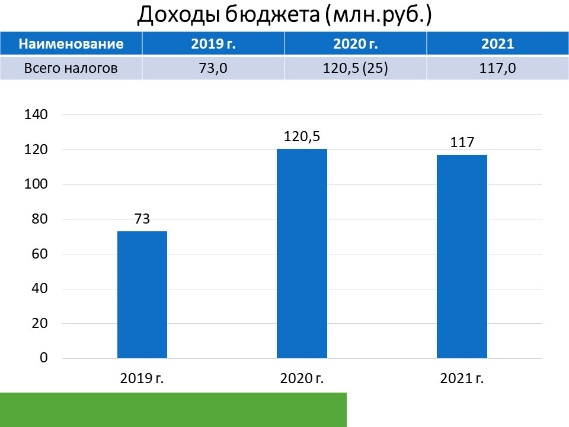 Доходы бюджета (млн.руб.)
Наименование 2019 г. 2020 г. 2021
Всего налогов 73,0 120,5 (25) 117,0
140
120
100
80
60
40
20
0
73
120,5
117
2019 г. 2020 г. 2021 г.